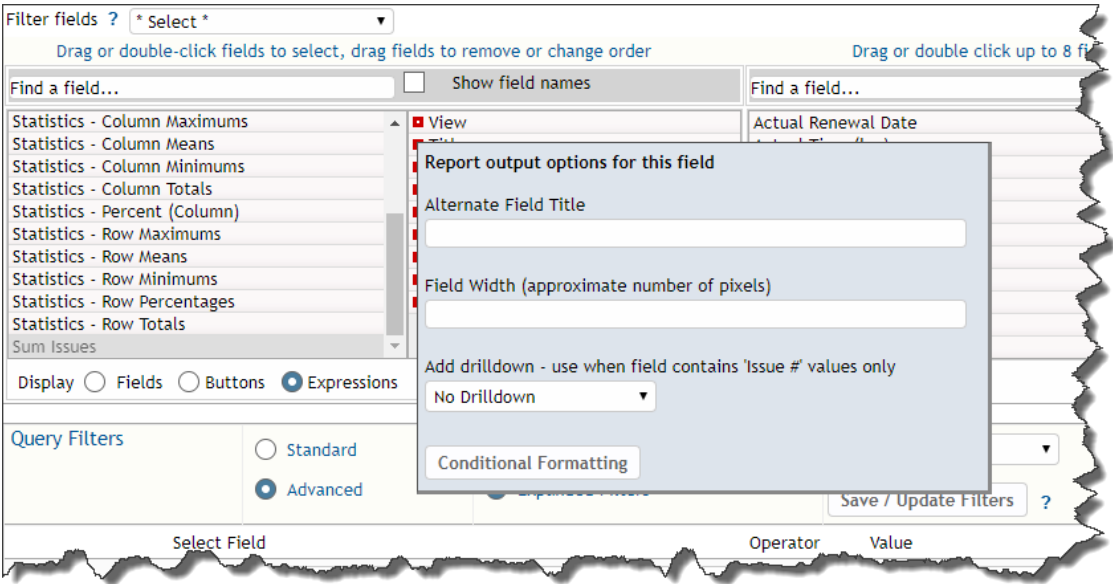 Filter fields ? * Select *
Drag or double-click fields to select, drag fields to remove or change order
Drag or double click up to 8
Find a field...
Show field names
Find a field...
Statistics - Column Maximums
Statistics - Column Means
Statistics - Column Minimums
Statistics - Column Totals
Statistics - Percent (Column)
Statistics - Row Maximums
Statistics - Row Means
Statistics - Row Minimums
Statistics - Row Percentages
Statistics - Row Totals
Sum Issues
View
Actual Renewal Date
Report output options for this field
Alternate Field Title
Field Width (approximate number of pixels)
Add drilldown - use when field contains 'Issue #' values only
No Drilldown
Conditional Formatting
Display Fields Buttons Expressions
Query Filters
Standard
Advanced
Save / Update Filters ?
Select Field
Operator
Value